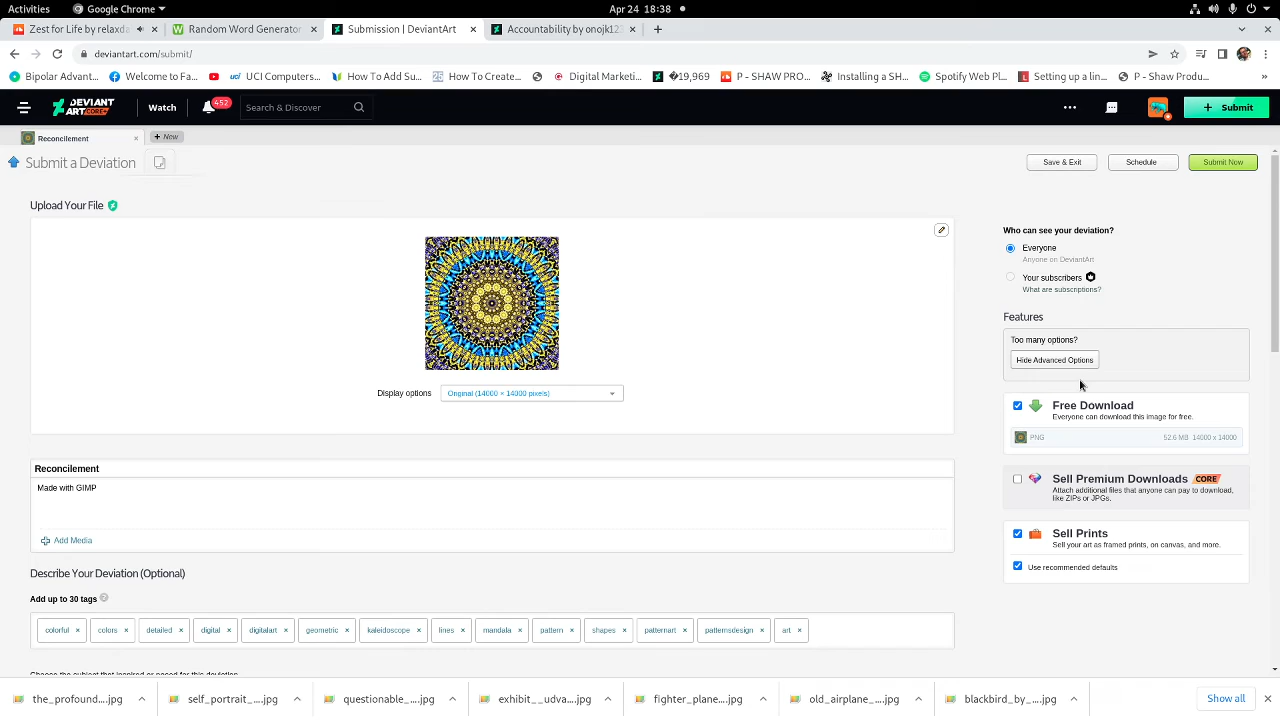 Activities Google Chrome Apr 24 18:38
Zest for Life by relaxda Random Word Generator Submission | DeviantArt Accountability by onojk12
deviantart.com/submit/
Bipolar Advant... Welcome to Fa... UCI Computers... How To Add Su... How To Create... Digital Marketi... �19,969 P - SHAW PRO... Installing a SH... Spotify Web Pl... Setting up a lin... P - Shaw Produ... »
DEVIANT ART CORE+ Watch 452 Search & Discover Submit
Reconcilement New
Submit a Deviation Save & Exit Schedule Submit Now
Upload Your File
Who can see your deviation?
Everyone
Anyone on DeviantArt
Your subscribers
What are subscriptions?
Features
Too many options?
Hide Advanced Options
Display options Original (14000 × 14000 pixels)
Free Download
Everyone can download this image for free.
PNG 52.6 MB 14000 x 14000
Reconcilement
Made with GIMP
Add Media
Sell Premium Downloads CORE
Attach additional files that anyone can pay to download, like ZIPs or JPGs.
Sell Prints
Sell your art as framed prints, on canvas, and more.
Use recommended defaults
Describe Your Deviation (Optional)
Add up to 30 tags ?
colorful × colors × detailed × digital × digitalart × geometric × kaleidoscope × lines × mandala × pattern × shapes × patternart × patternsdesign × art ×
the_profound....jpg self_portrait_....jpg questionable_....jpg exhibit__udva....jpg fighter_plane....jpg old_airplane_....jpg blackbird_by_....jpg Show all